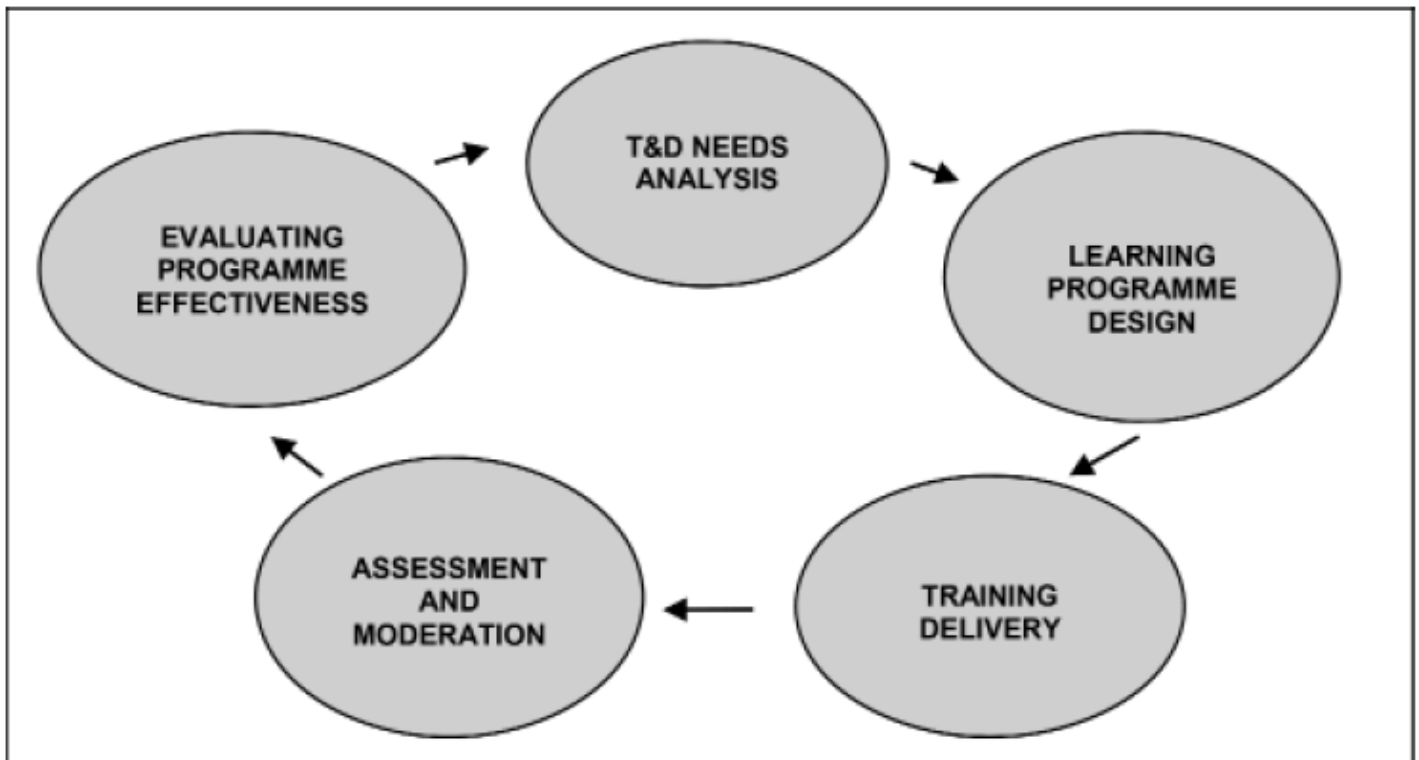 T&D NEEDS
ANALYSIS
LEARNING
PROGRAMME
DESIGN
TRAINING
DELIVERY
ASSESSMENT
AND
MODERATION
EVALUATING
PROGRAMME
EFFECTIVENESS